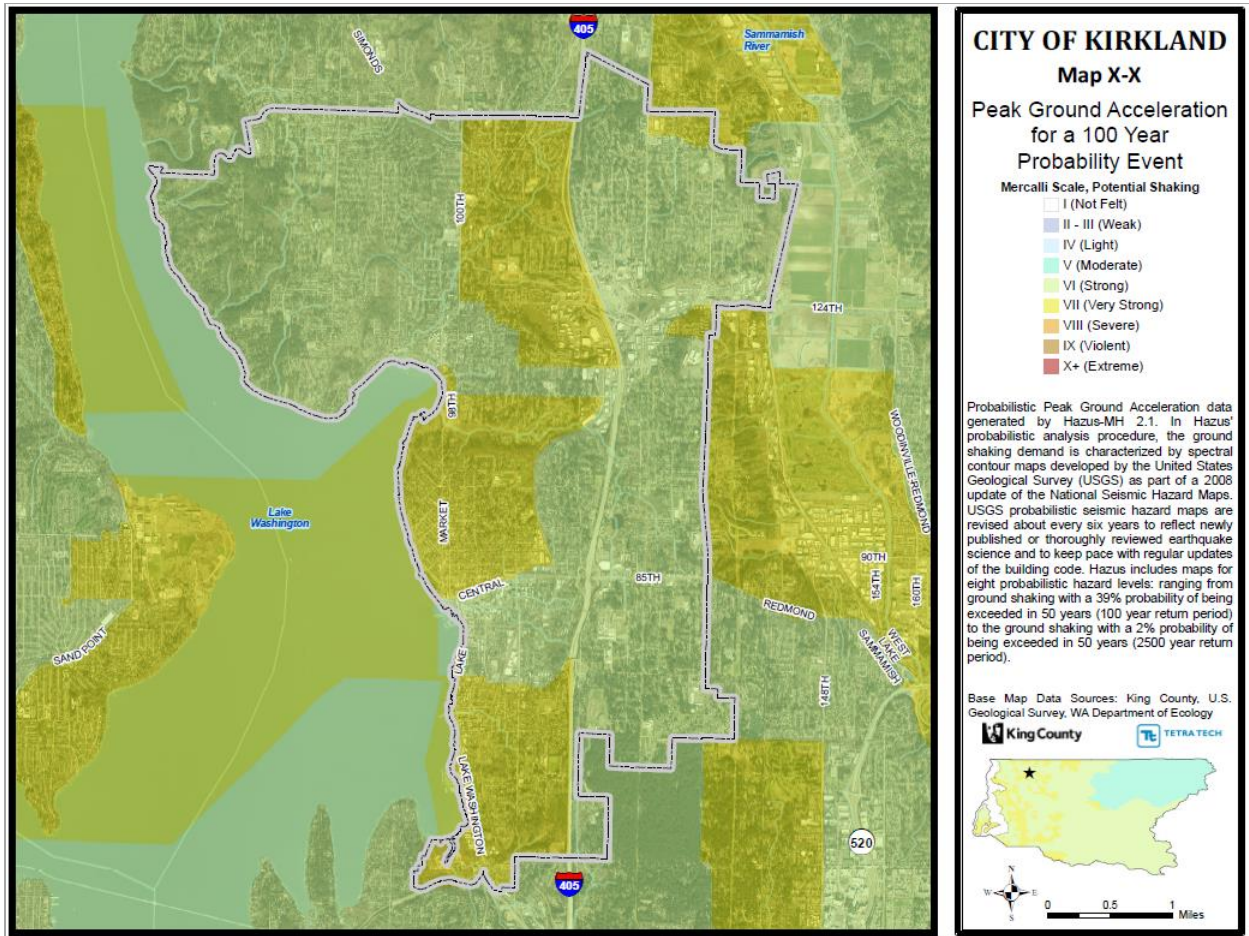 405
Sammamish
River
SIMONDS
100TH
124TH
98TH
WOODINVILLE-REDMOND
Lake
Washington
MARKET
90TH
154TH
160TH
85TH
CENTRAL
REDMOND
WEST
LAKE
SAMMAMISH
SAND POINT
LAKE
148TH
LAKE WASHINGTON
520
405
CITY OF KIRKLAND
Map X-X
Peak Ground Acceleration
for a 100 Year
Probability Event
Mercalli Scale, Potential Shaking
I (Not Felt)
II - III (Weak)
IV (Light)
V (Moderate)
VI (Strong)
VII (Very Strong)
VIII (Severe)
IX (Violent)
X+ (Extreme)
Probabilistic Peak Ground Acceleration data
generated by Hazus-MH 2.1. In Hazus'
probabilistic analysis procedure, the ground
shaking demand is characterized by spectral
contour maps developed by the United States
Geological Survey (USGS) as part of a 2008
update of the National Seismic Hazard Maps.
USGS probabilistic seismic hazard maps are
revised about every six years to reflect newly
published or thoroughly reviewed earthquake
science and to keep pace with regular updates
of the building code. Hazus includes maps for
eight probabilistic hazard levels: ranging from
ground shaking with a 39% probability of being
exceeded in 50 years (100 year return period)
to the ground shaking with a 2% probability of
being exceeded in 50 years (2500 year return
period).
Base Map Data Sources: King County, U.S.
Geological Survey, WA Department of Ecology
King County
TETRA TECH
N
W E
S
0 0.5 1
Miles